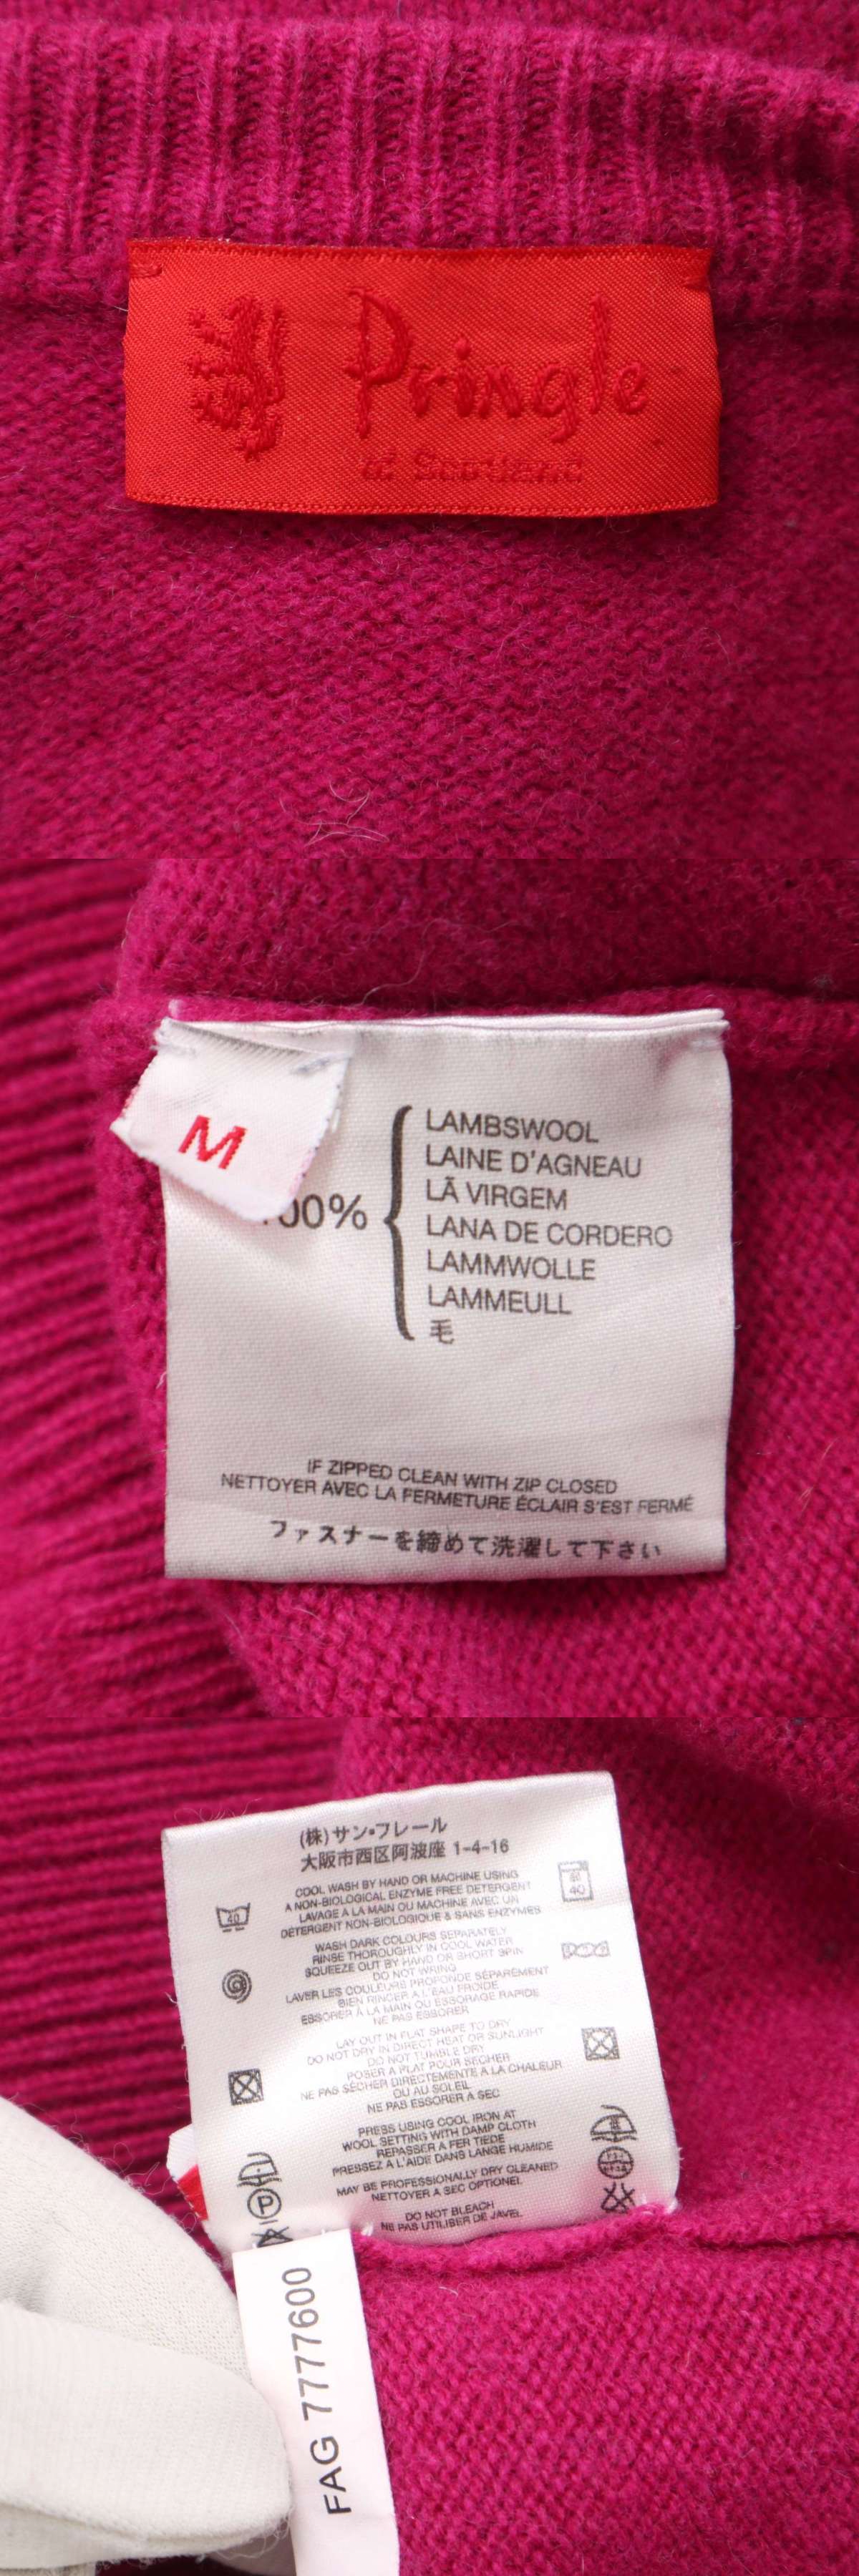 Pringle
of Scotland
M
100%
LAMBSWOOL
LAINE D'AGNEAU
LÃ VIRGEM
LANA DE CORDERO
LAMMWOLLE
LAMMEULL
毛
IF ZIPPED CLEAN WITH ZIP CLOSED
NETTOYER AVEC LA FERMETURE ÉCLAIR S'EST FERMÉ
ファスナーを締めて洗濯して下さい
(株)サン・フレール
大阪市西区阿波座 1-4-16
COOL WASH BY HAND OR MACHINE USING
A NON-BIOLOGICAL ENZYME FREE DETERGENT
LAVAGE A LA MAIN OU MACHINE AVEC UN
DETERGENT NON-BIOLOGIQUE & SANS ENZYMES
40
40
WASH DARK COLOURS SEPARATELY
RINSE THOROUGHLY IN COOL WATER
SQUEEZE OUT BY HAND OR SHORT SPIN
DO NOT WRING
LAVER LES COULEURS PROFONDE SÉPARÉMENT
BIEN RINCER A L'EAU FROIDE
ESSORER A LA MAIN OU ESSORAGE RAPIDE
NE PAS ESSORER
LAY OUT IN FLAT SHAPE TO DRY
DO NOT DRY IN DIRECT HEAT OR SUNLIGHT
DO NOT TUMBLE DRY
POSER A PLAT POUR SECHER
NE PAS SÉCHER DIRECTEMENTE A LA CHALEUR
OU AU SOLEIL
NE PAS ESSORER A SEC
PRESS USING COOL IRON AT
WOOL SETTING WITH DAMP CLOTH
REPASSER A FER TIEDE
PRESSEZ A L'AIDE DANS LANGE HUMIDE
MAY BE PROFESSIONALLY DRY CLEANED
NETTOYER A SEC OPTIONEL
P
DO NOT BLEACH
NE PAS UTILISER DE JAVEL
FAG 7777600